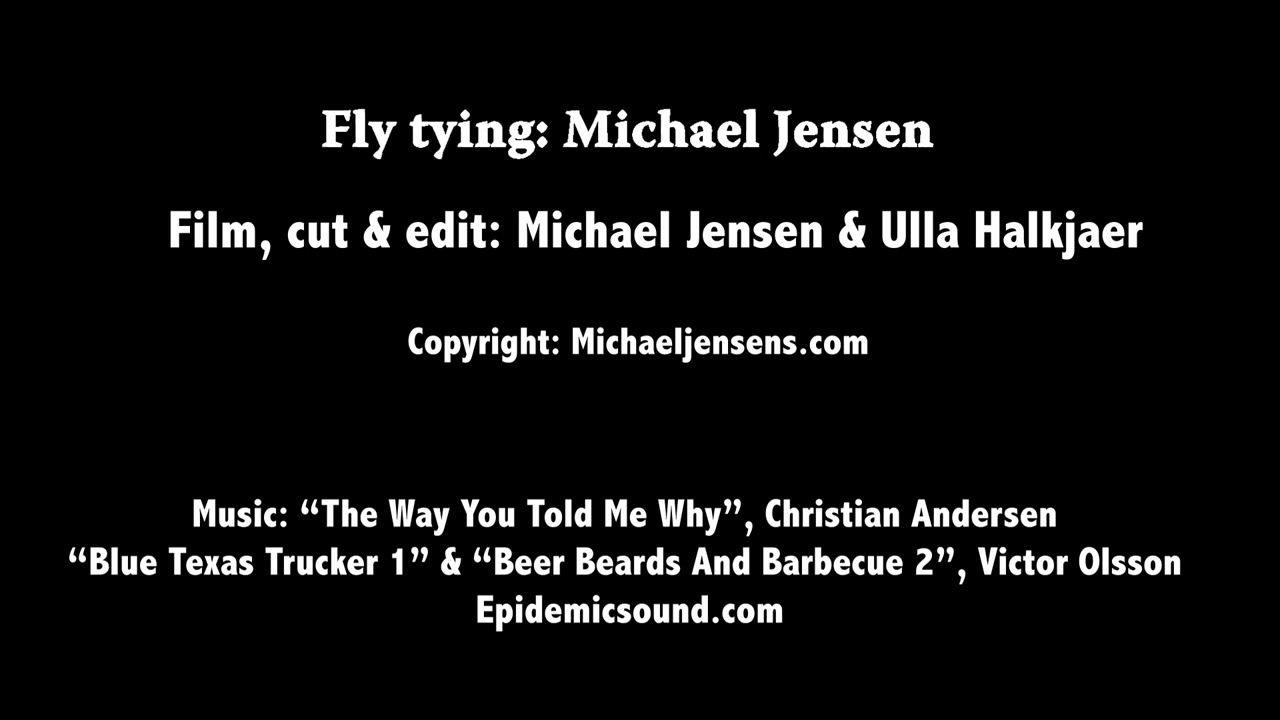 Fly tying: Michael Jensen
Film, cut & edit: Michael Jensen & Ulla Halkjaer
Copyright: Michaeljensens.com
Music: “The Way You Told Me Why”, Christian Andersen
“Blue Texas Trucker 1” & “Beer Beards And Barbecue 2”, Victor Olsson
Epidemicsound.com